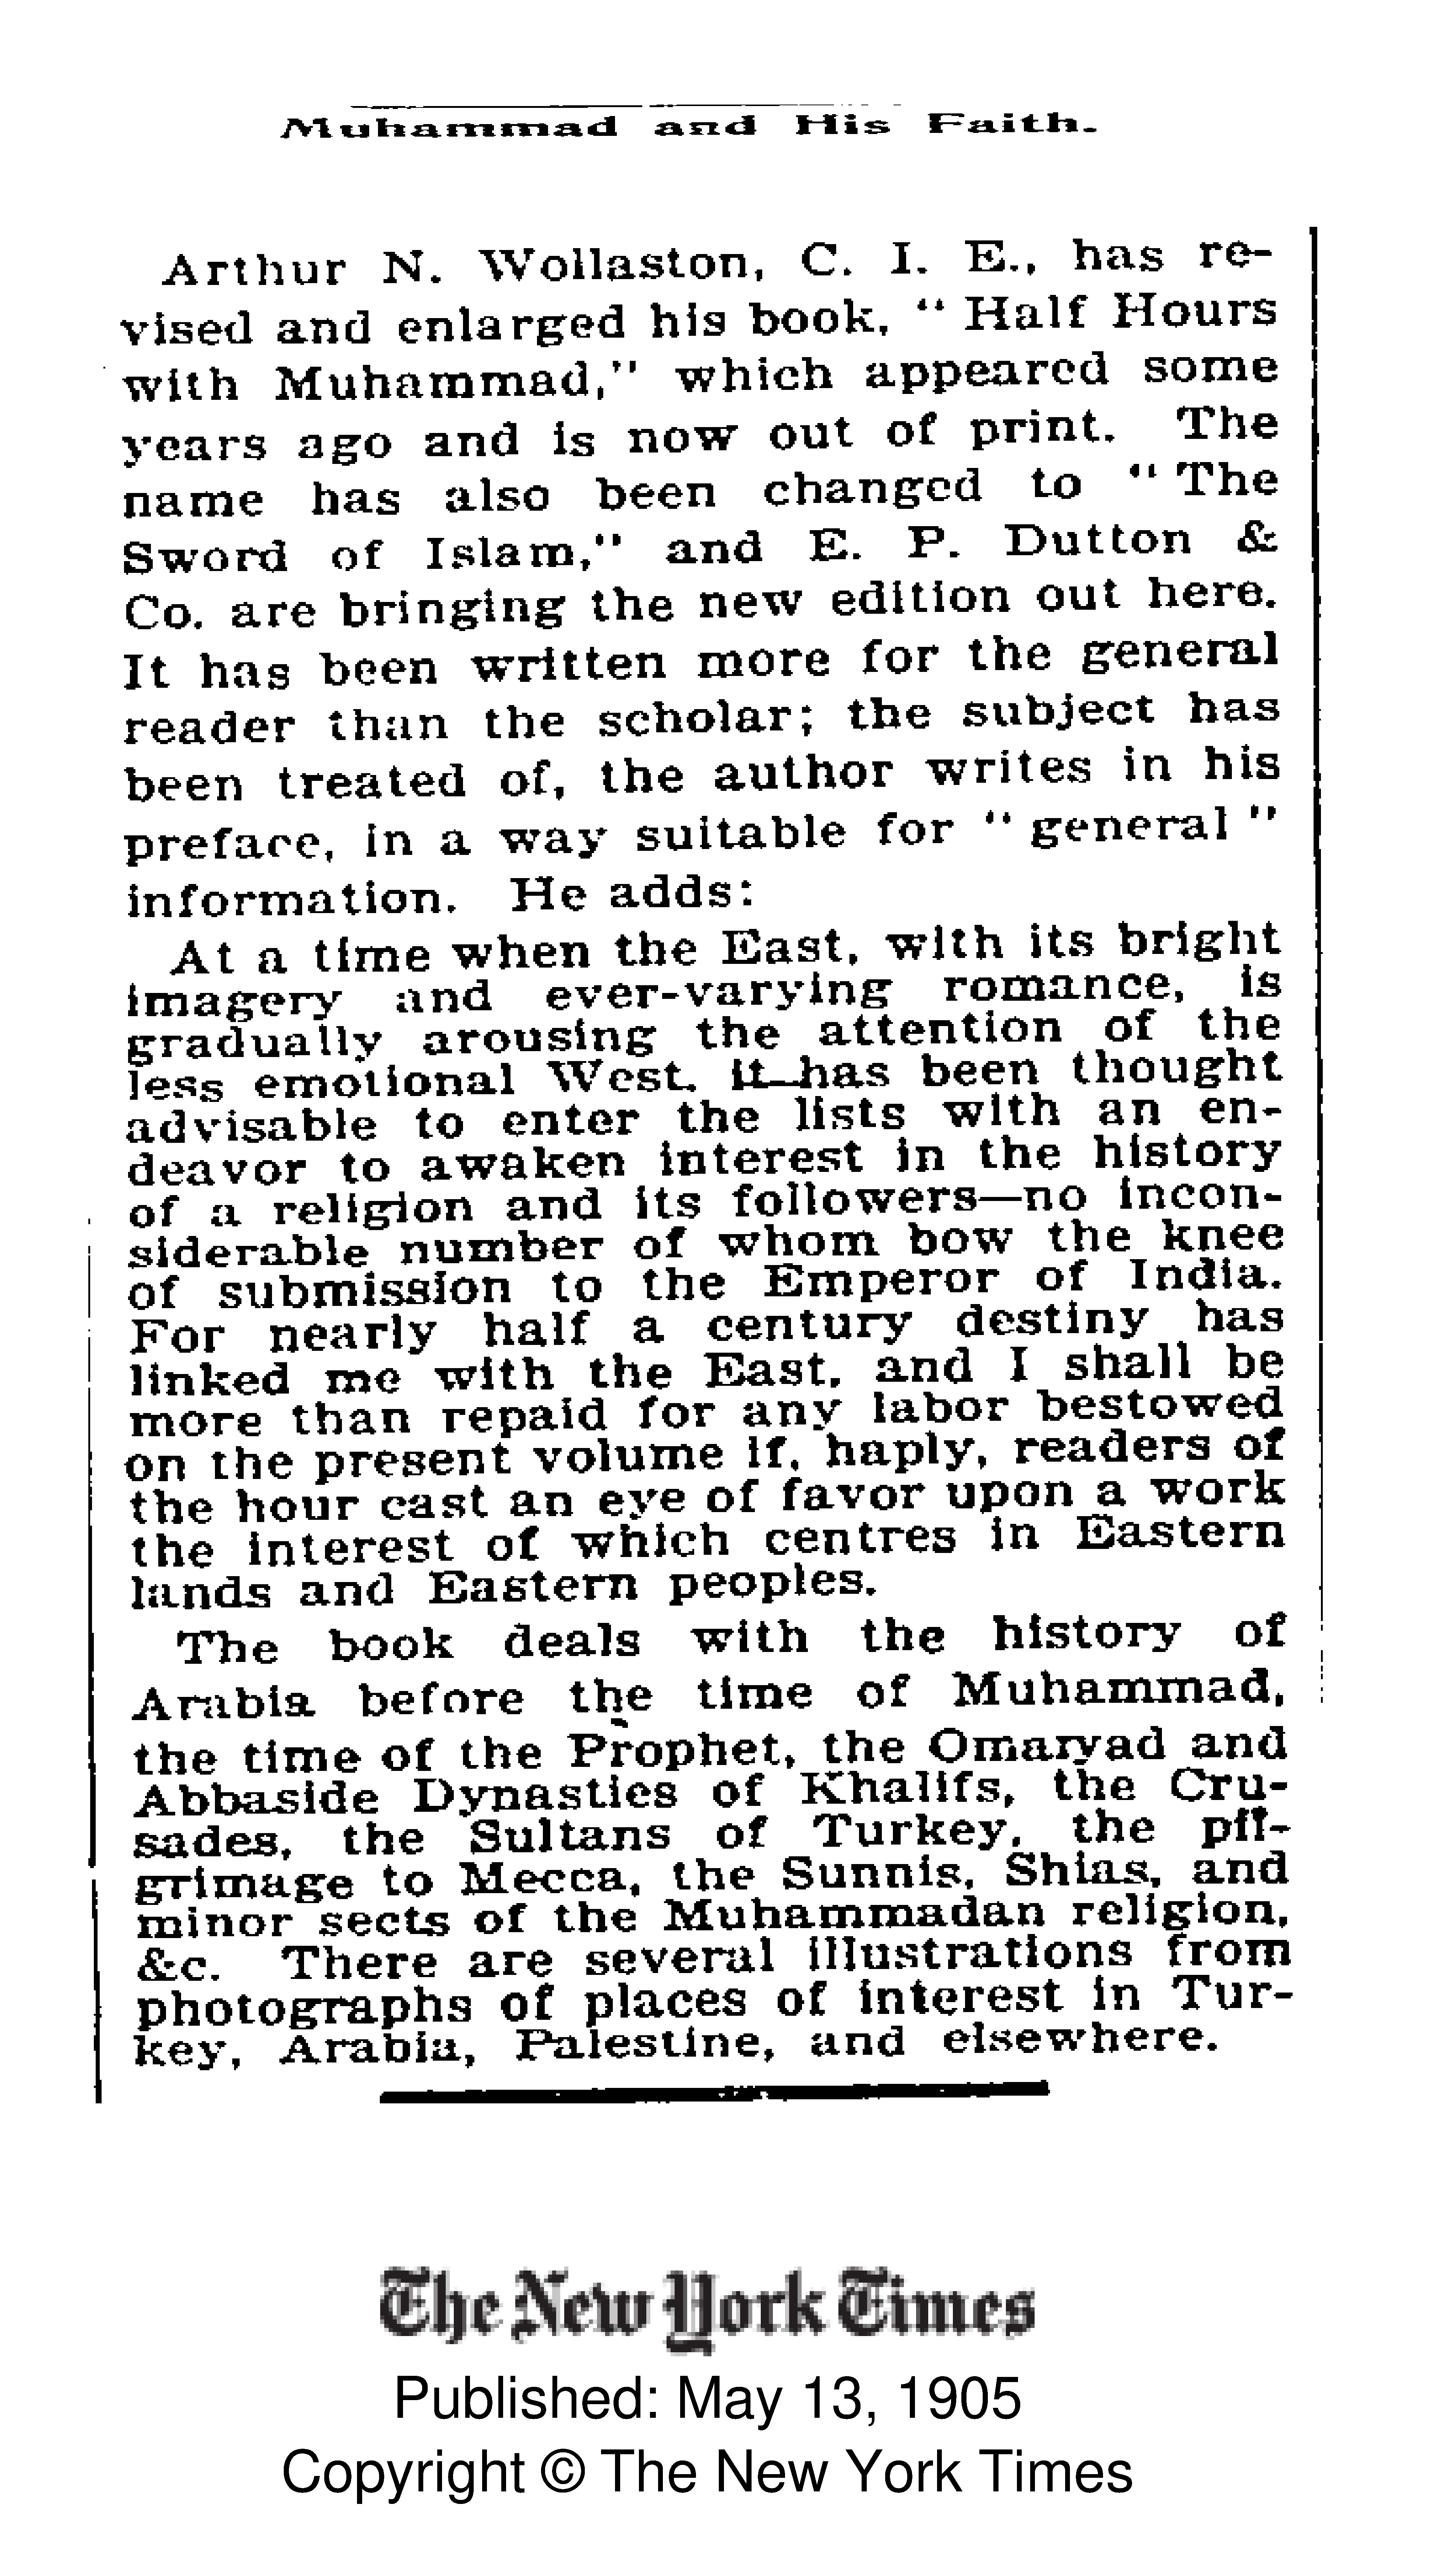 Muhammad and His Faith.
Arthur N. Wollaston, C. I. E., has re-
vised and enlarged his book, " Half Hours
with Muhammad," which appeared some
years ago and is now out of print. The
name has also been changed to " The
Sword of Islam," and E. P. Dutton &
Co. are bringing the new edition out here.
It has been written more for the general
reader than the scholar; the subject has
been treated of, the author writes in his
preface, in a way suitable for " general "
information. He adds:
At a time when the East, with its bright
imagery and ever-varying romance, is
gradually arousing the attention of the
less emotional West, it has been thought
advisable to enter the lists with an en-
deavor to awaken interest in the history
of a religion and its followers—no incon-
siderable number of whom bow the knee
of submission to the Emperor of India.
For nearly half a century destiny has
linked me with the East, and I shall be
more than repaid for any labor bestowed
on the present volume if, haply, readers of
the hour cast an eye of favor upon a work
the interest of which centres in Eastern
lands and Eastern peoples.
The book deals with the history of
Arabia before the time of Muhammad,
the time of the Prophet, the Omaryad and
Abbaside Dynasties of Khalifs, the Cru-
sades, the Sultans of Turkey, the pil-
grimage to Mecca, the Sunnis, Shias, and
minor sects of the Muhammadan religion,
&c. There are several illustrations from
photographs of places of interest in Tur-
key, Arabia, Palestine, and elsewhere.
The New York Times
Published: May 13, 1905
Copyright © The New York Times